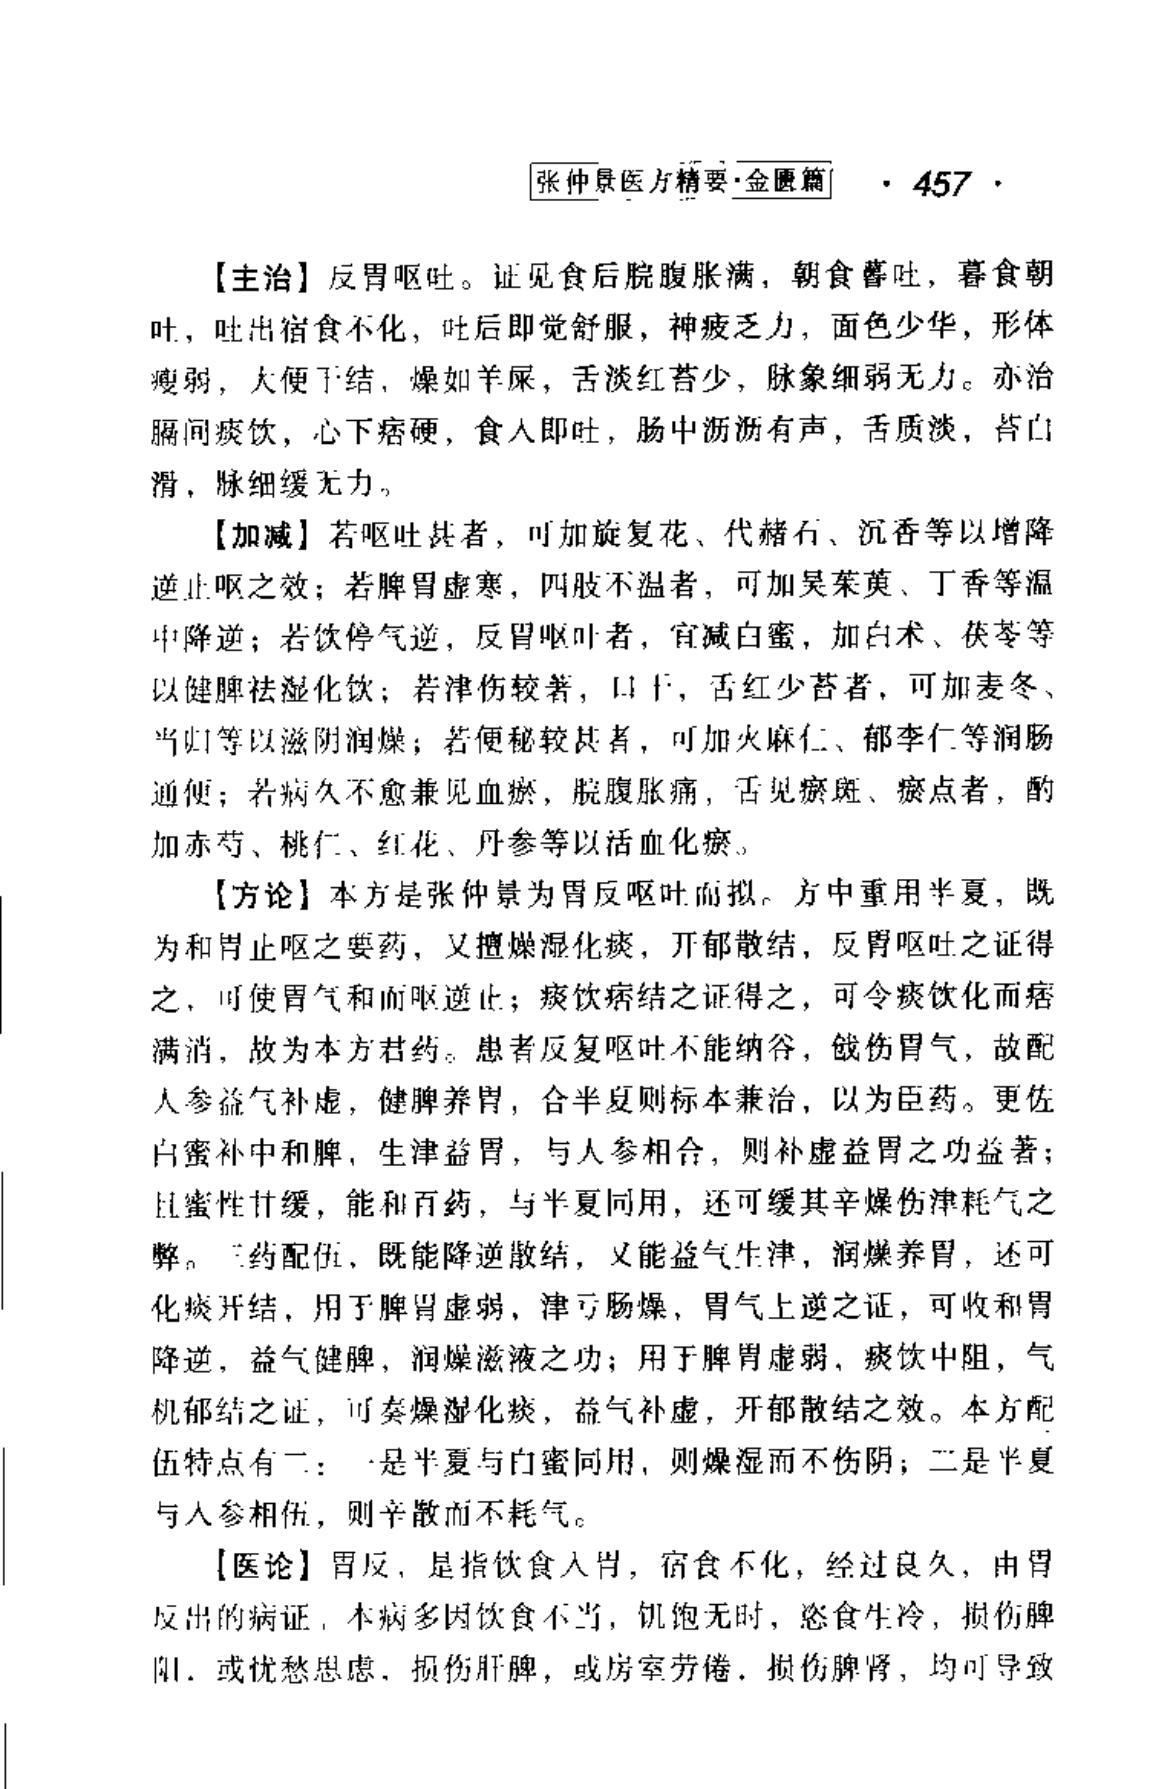 张仲景医方精要·金匮篇 · 457 ·
【主治】反胃呕吐。证见食后脘腹胀满，朝食暮吐，暮食朝
吐，吐出宿食不化，吐后即觉舒服，神疲乏力，面色少华，形体
瘦弱，大便干结，燥如羊屎，舌淡红苔少，脉象细弱无力。亦治
膈间痰饮，心下痞硬，食入即吐，肠中沥沥有声，舌质淡，苔白
滑，脉细缓无力。
【加减】若呕吐甚者，可加旋复花、代赭石、沉香等以增降
逆止呕之效；若脾胃虚寒，四肢不温者，可加吴茱萸、丁香等温
中降逆；若饮停气逆，反胃呕吐者，宜减白蜜，加白术、茯苓等
以健脾祛湿化饮；若津伤较著，口干，舌红少苔者，可加麦冬、
当归等以滋阴润燥；若便秘较甚者，可加火麻仁、郁李仁等润肠
通便；若病久不愈兼见血瘀，脘腹胀痛，舌见瘀斑、瘀点者，酌
加赤芍、桃仁、红花、丹参等以活血化瘀。
【方论】本方是张仲景为胃反呕吐而拟。方中重用半夏，既
为和胃止呕之要药，又擅燥湿化痰，开郁散结，反胃呕吐之证得
之，可使胃气和而呕逆止；痰饮痞结之证得之，可令痰饮化而痞
满消，故为本方君药。患者反复呕吐不能纳谷，戗伤胃气，故配
人参益气补虚，健脾养胃，合半夏则标本兼治，以为臣药。更佐
白蜜补中和脾，生津益胃，与人参相合，则补虚益胃之功益著；
且蜜性甘缓，能和百药，与半夏同用，还可缓其辛燥伤津耗气之
弊。三药配伍，既能降逆散结，又能益气生津，润燥养胃，还可
化痰开结，用于脾胃虚弱，津亏肠燥，胃气上逆之证，可收和胃
降逆，益气健脾，润燥滋液之功；用于脾胃虚弱，痰饮中阻，气
机郁结之证，可奏燥湿化痰，益气补虚，开郁散结之效。本方配
伍特点有二：一是半夏与白蜜同用，则燥湿而不伤阴；二是半夏
与人参相伍，则辛散而不耗气。
【医论】胃反，是指饮食入胃，宿食不化，经过良久，由胃
反出的病证。本病多因饮食不当，饥饱无时，恣食生冷，损伤脾
阳，或忧愁思虑，损伤肝脾，或房室劳倦，损伤脾肾，均可导致